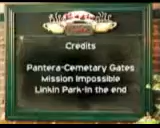 Credits
Pantera-Cemetary Gates
Mission Impossible
Linkin Park-In the end